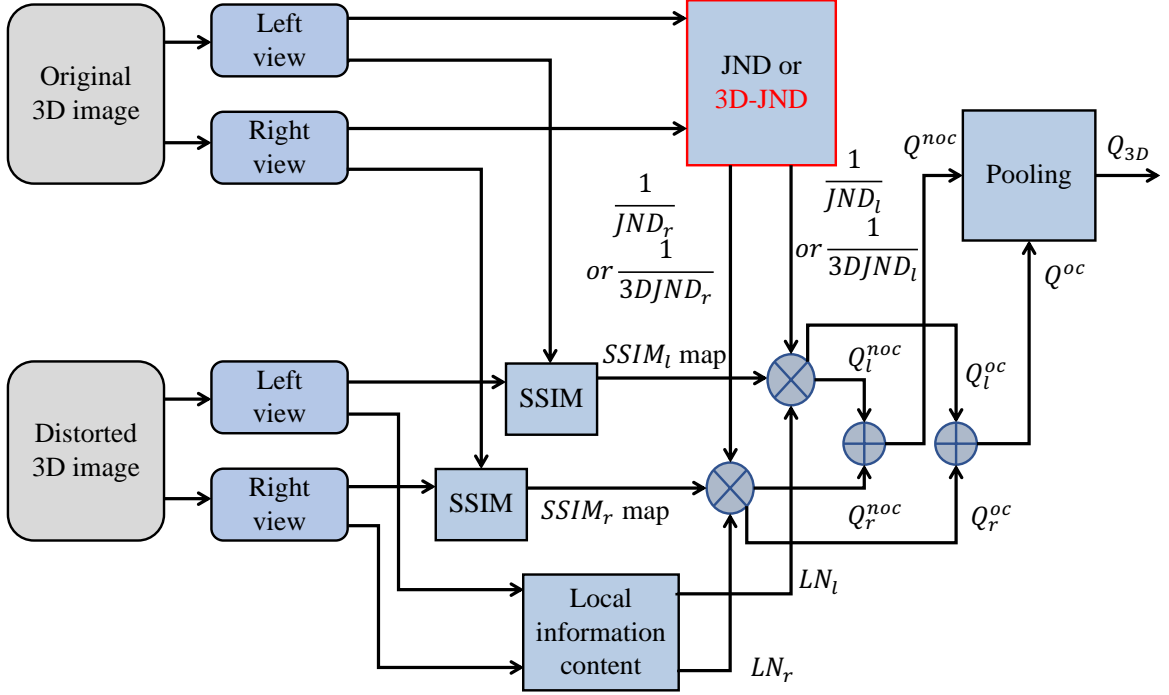 Original
3D image
Left
view
Right
view
JND or
3D-JND
1
JND_r
or 1
3DJND_r
1
JND_l
or 1
3DJND_l
Q^{noc}
Pooling
Q_{3D}
Q^{oc}
Distorted
3D image
Left
view
Right
view
SSIM
SSIM_l map
SSIM
SSIM_r map
Q_l^{noc}
Q_l^{oc}
Q_r^{noc}
Q_r^{oc}
Local
information
content
LN_l
LN_r